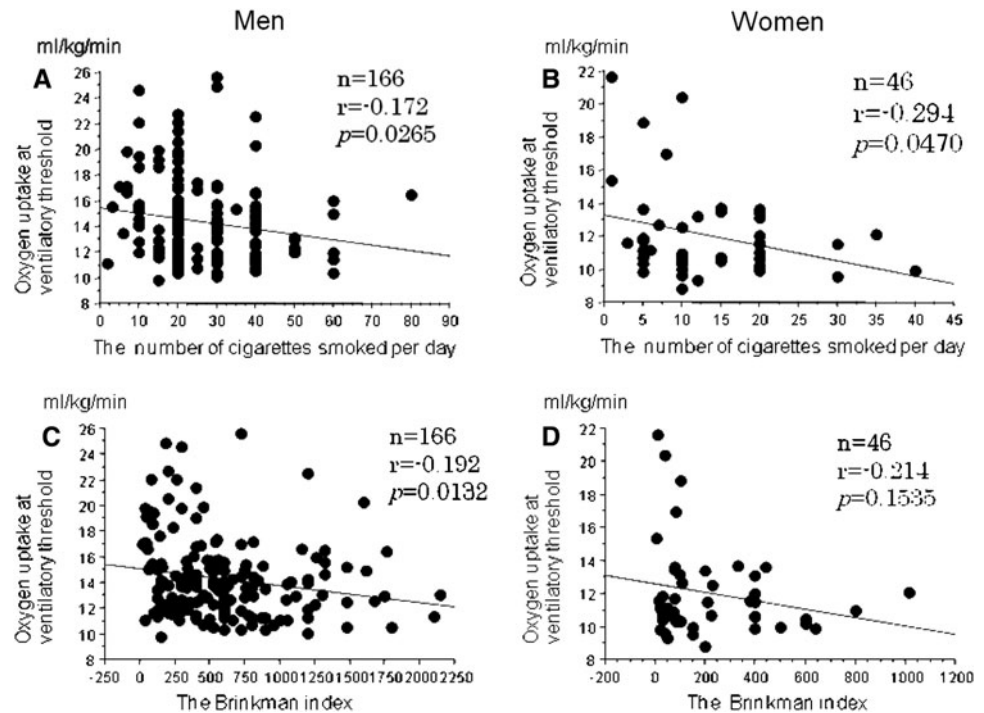 Men
Women
ml/kg/min
A
26
24
22
20
18
16
14
12
10
8
Oxygen uptake at
ventilatory threshold
n=166
r=-0.172
p=0.0265
0 10 20 30 40 50 60 70 80 90
The number of cigarettes smoked per day
ml/kg/min
B
22
20
18
16
14
12
10
8
Oxygen uptake at
ventilatory threshold
n=46
r=-0.294
p=0.0470
0 5 10 15 20 25 30 35 40 45
The number of cigarettes smoked per day
ml/kg/min
C
26
24
22
20
18
16
14
12
10
8
Oxygen uptake at
ventilatory threshold
n=166
r=-0.192
p=0.0132
-250 0 250 500 750 1000 1250 1500 1750 2000 2250
The Brinkman index
ml/kg/min
D
22
20
18
16
14
12
10
8
Oxygen uptake at
ventilatory threshold
n=46
r=-0.214
p=0.1535
-200 0 200 400 600 800 1000 1200
The Brinkman index